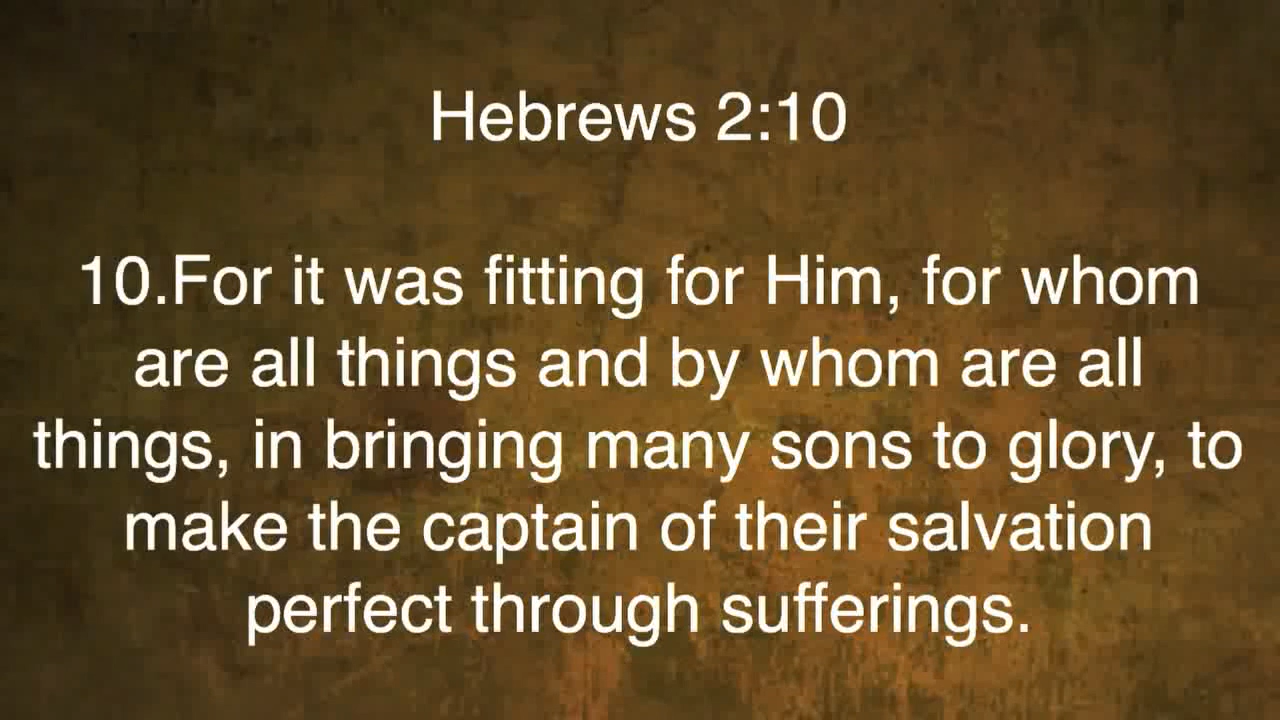 Hebrews 2:10
10.For it was fitting for Him, for whom
are all things and by whom are all
things, in bringing many sons to glory, to
make the captain of their salvation
perfect through sufferings.